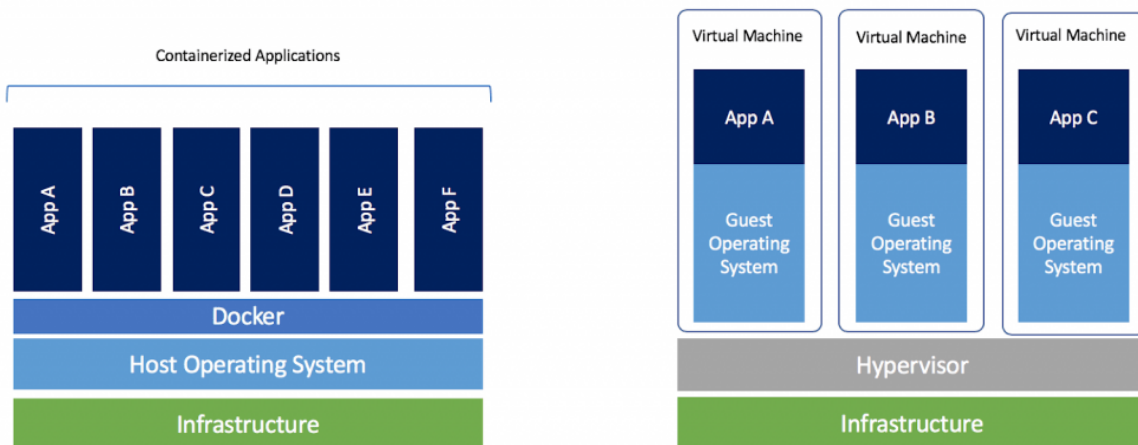 Containerized Applications
App A
App B
App C
App D
App E
App F
Docker
Host Operating System
Infrastructure
Virtual Machine
App A
Guest
Operating
System
Virtual Machine
App B
Guest
Operating
System
Virtual Machine
App C
Guest
Operating
System
Hypervisor
Infrastructure